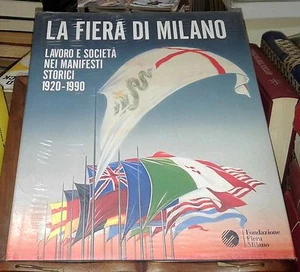 LA FIERA DI MILANO
LAVORO E SOCIETÀ
NEI MANIFESTI
STORICI
1920-1990
Fondazione
Fiera
Milano